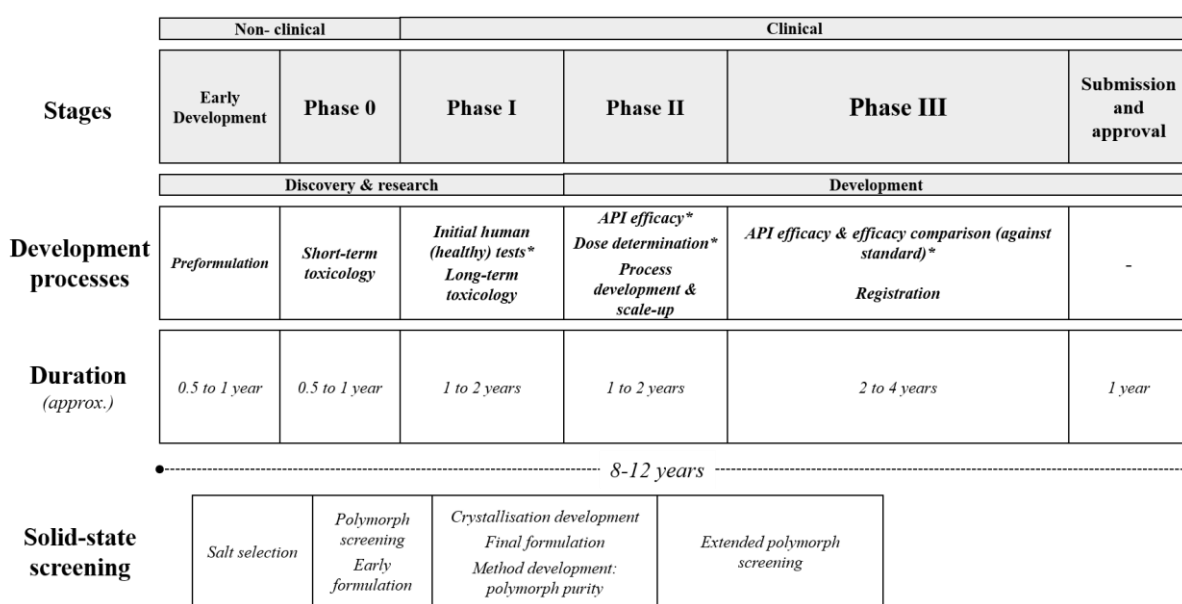 Non- clinical
Clinical
Stages
Early
Development
Phase 0
Phase I
Phase II
Phase III
Submission
and
approval
Discovery & research
Development
Development
processes
Preformulation
Short-term
toxicology
Initial human
(healthy) tests*
Long-term
toxicology
API efficacy*
Dose determination*
Process
development &
scale-up
API efficacy & efficacy comparison (against
standard)*
Registration
-
Duration
(approx.)
0.5 to 1 year
0.5 to 1 year
1 to 2 years
1 to 2 years
2 to 4 years
1 year
8-12 years
Solid-state
screening
Salt selection
Polymorph
screening
Early
formulation
Crystallisation development
Final formulation
Method development:
polymorph purity
Extended polymorph
screening